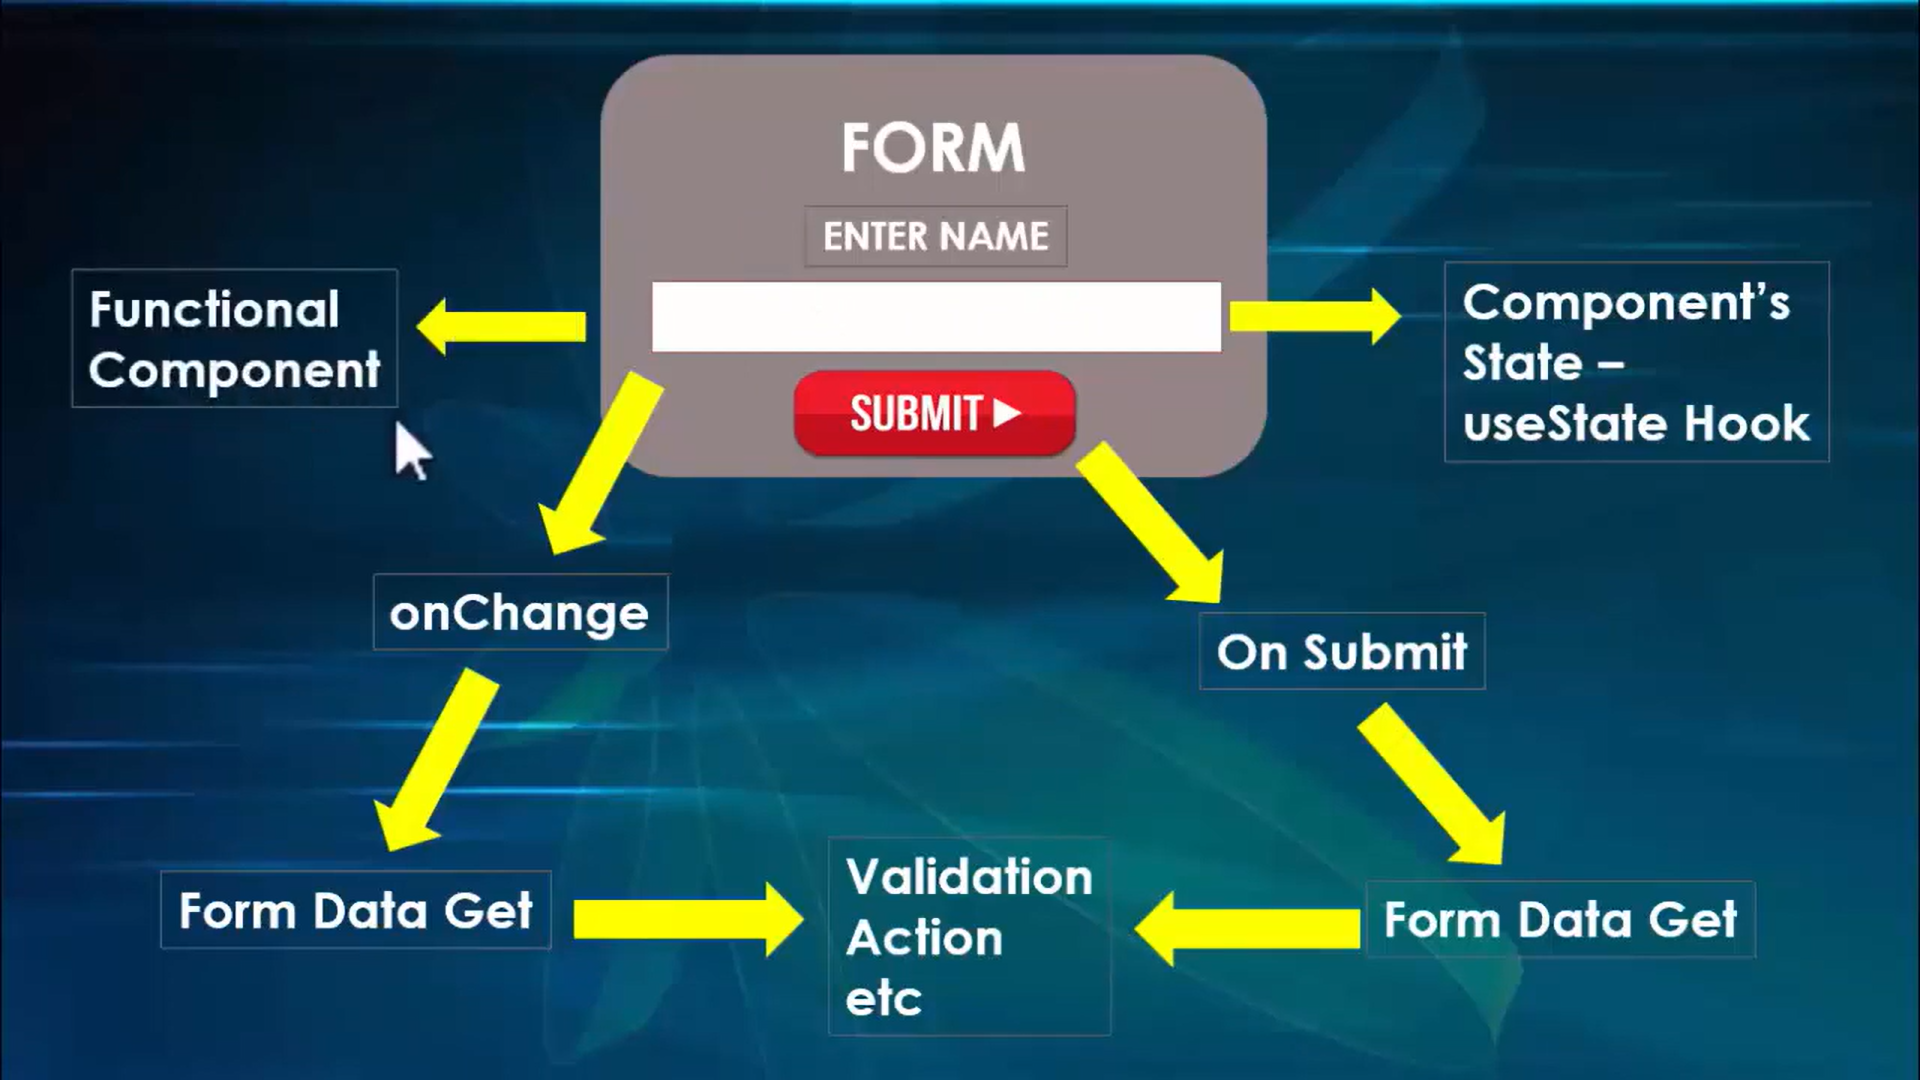 FORM
ENTER NAME
SUBMIT
Functional
Component
Component’s
State –
useState Hook
onChange
On Submit
Form Data Get
Validation
Action
etc
Form Data Get